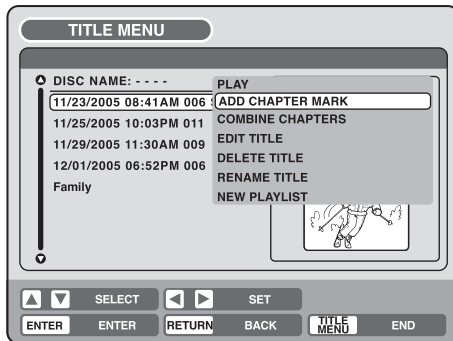 TITLE MENU
DISC NAME: - - - -
11/23/2005 08:41AM 006
11/25/2005 10:03PM 011
11/29/2005 11:30AM 009
12/01/2005 06:52PM 006
Family
PLAY
ADD CHAPTER MARK
COMBINE CHAPTERS
EDIT TITLE
DELETE TITLE
RENAME TITLE
NEW PLAYLIST
SELECT SET
ENTER ENTER RETURN BACK TITLE MENU END